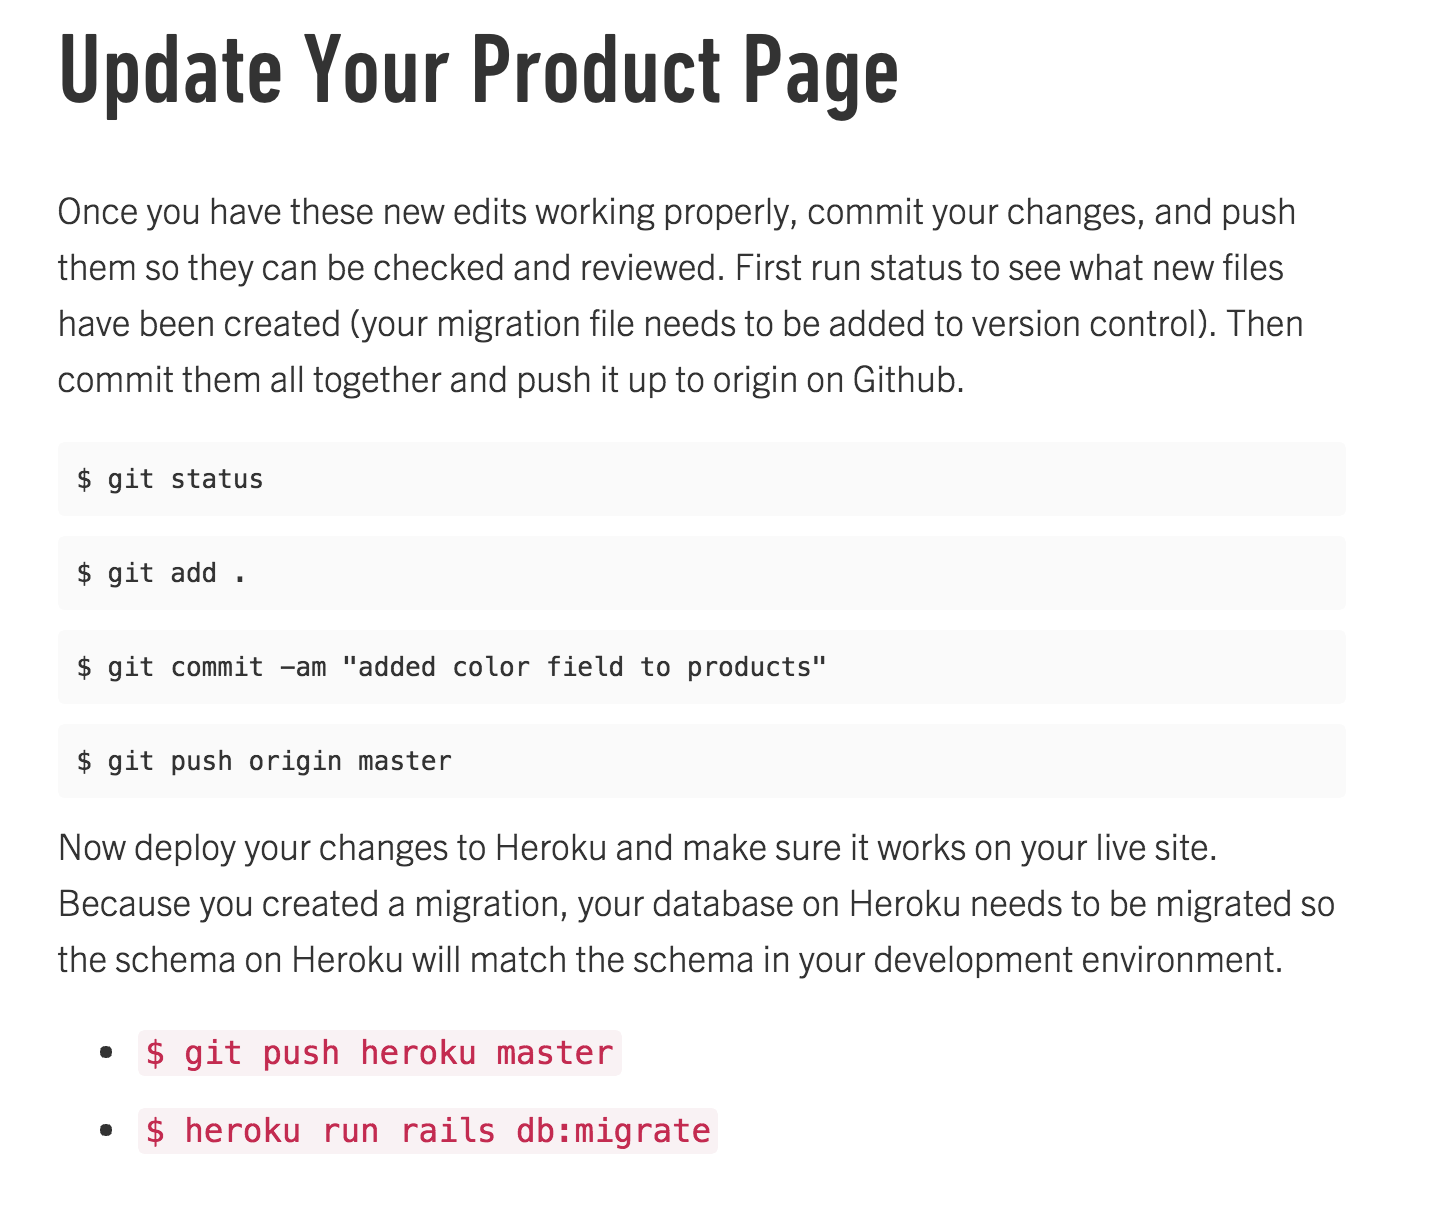 Update Your Product Page
Once you have these new edits working properly, commit your changes, and push
them so they can be checked and reviewed. First run status to see what new files
have been created (your migration file needs to be added to version control). Then
commit them all together and push it up to origin on Github.
$ git status
$ git add .
$ git commit -am "added color field to products"
$ git push origin master
Now deploy your changes to Heroku and make sure it works on your live site.
Because you created a migration, your database on Heroku needs to be migrated so
the schema on Heroku will match the schema in your development environment.
• $ git push heroku master
• $ heroku run rails db:migrate